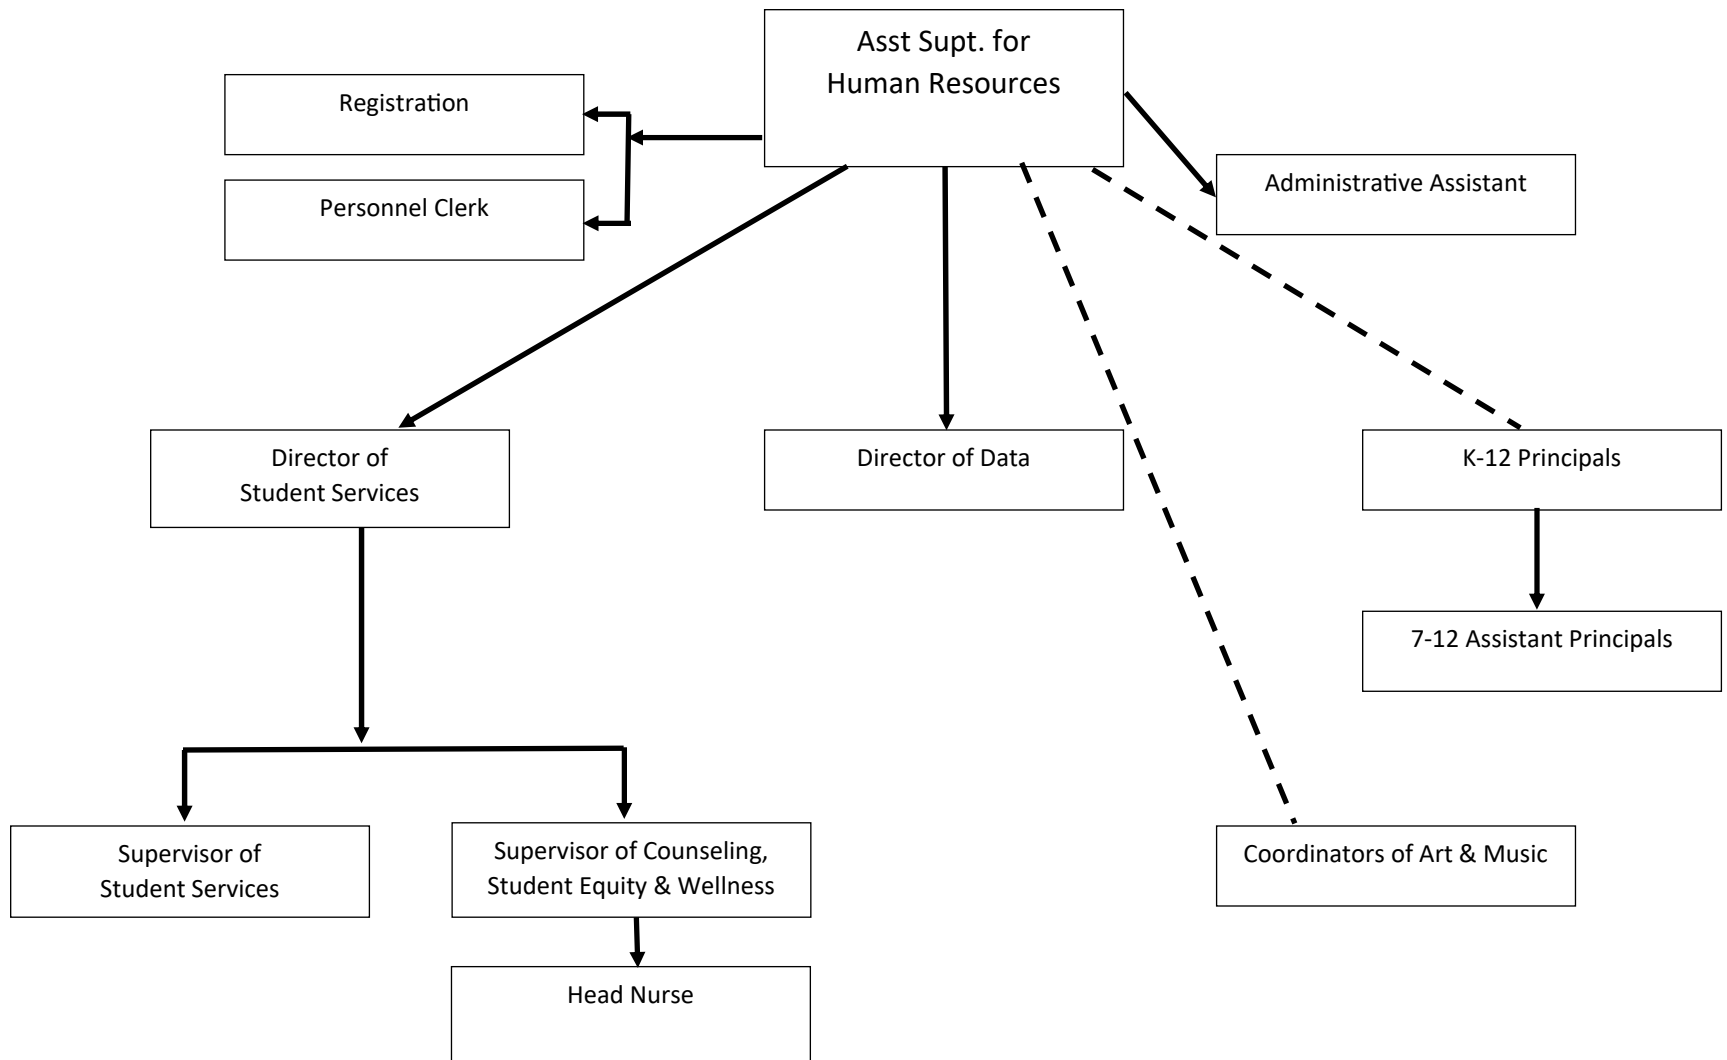 Asst Supt. for
Human Resources
Registration
Personnel Clerk
Administrative Assistant
Director of
Student Services
Director of Data
K-12 Principals
7-12 Assistant Principals
Supervisor of
Student Services
Supervisor of Counseling,
Student Equity & Wellness
Coordinators of Art & Music
Head Nurse